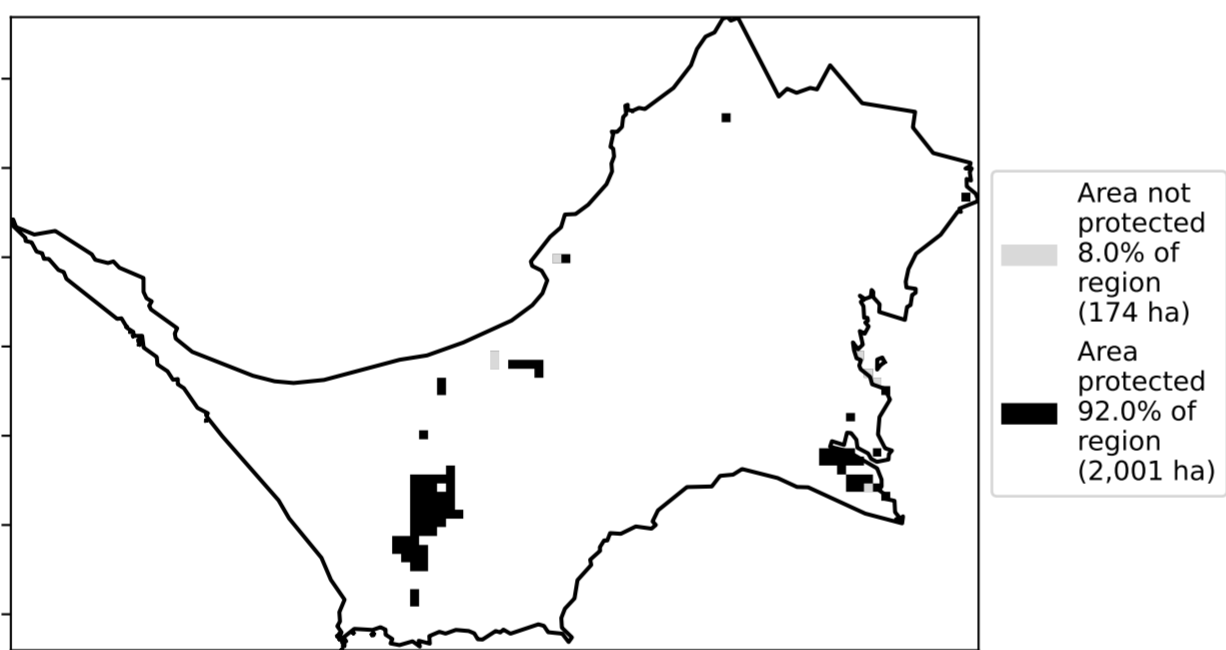 Area not
protected
8.0% of
region
(174 ha)
Area
protected
92.0% of
region
(2,001 ha)